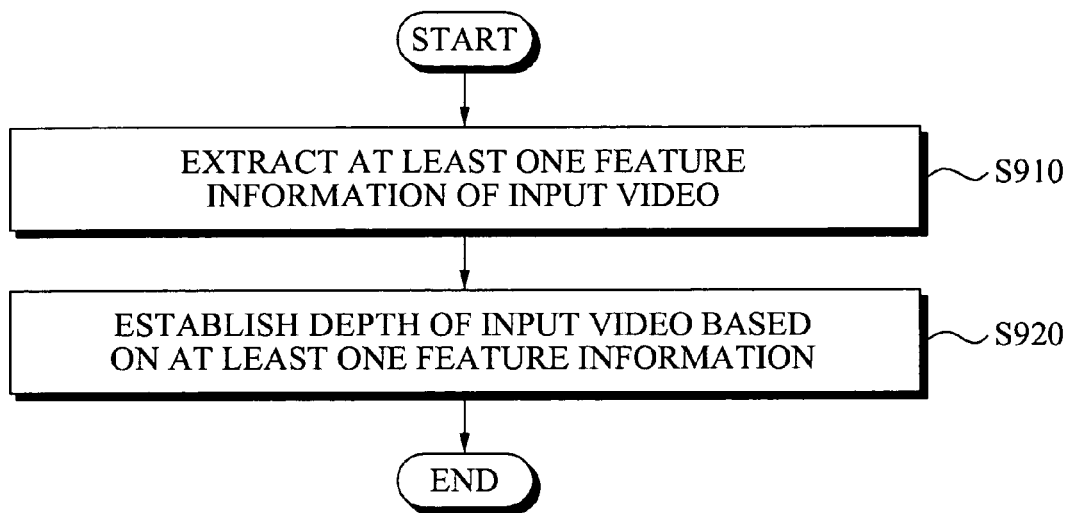 START
EXTRACT AT LEAST ONE FEATURE
INFORMATION OF INPUT VIDEO
S910
ESTABLISH DEPTH OF INPUT VIDEO BASED
ON AT LEAST ONE FEATURE INFORMATION
S920
END